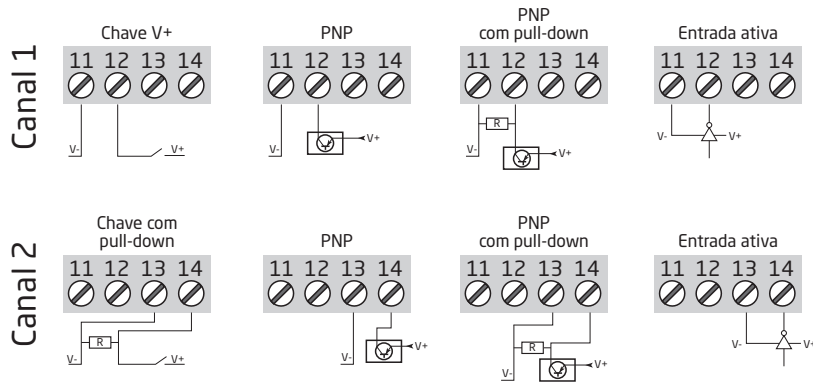 Canal 1
Chave V+
11 12 13 14
V- V+
PNP
11 12 13 14
V- V+
PNP
com pull-down
11 12 13 14
R
V- V+
Entrada ativa
11 12 13 14
V- V+
Canal 2
Chave com
pull-down
11 12 13 14
R
V- V+
PNP
11 12 13 14
V- V+
PNP
com pull-down
11 12 13 14
R
V- V+
Entrada ativa
11 12 13 14
V- V+